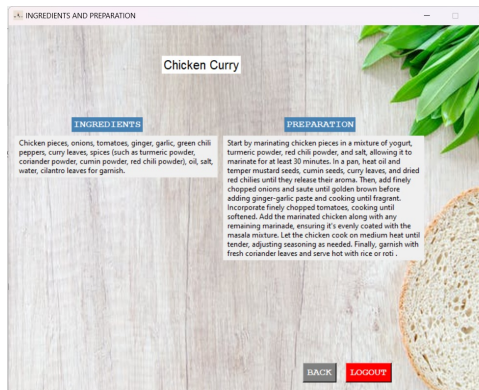 INGREDIENTS AND PREPARATION
Chicken Curry
INGREDIENTS
Chicken pieces, onions, tomatoes, ginger, garlic, green chili
peppers, curry leaves, spices (such as turmeric powder,
coriander powder, cumin powder, red chili powder), oil, salt,
water, cilantro leaves for garnish.
PREPARATION
Start by marinating chicken pieces in a mixture of yogurt,
turmeric powder, red chili powder, and salt, allowing it to
marinate for at least 30 minutes. In a pan, heat oil and
temper mustard seeds, cumin seeds, curry leaves, and dried
red chilies until they release their aroma. Then, add finely
chopped onions and saute until golden brown before
adding ginger-garlic paste and cooking until fragrant.
Incorporate finely chopped tomatoes, cooking until
softened. Add the marinated chicken along with any
remaining marinade, ensuring it's evenly coated with the
masala mixture. Let the chicken cook on medium heat until
tender, adjusting seasoning as needed. Finally, garnish with
fresh coriander leaves and serve hot with rice or roti .
BACK LOGOUT